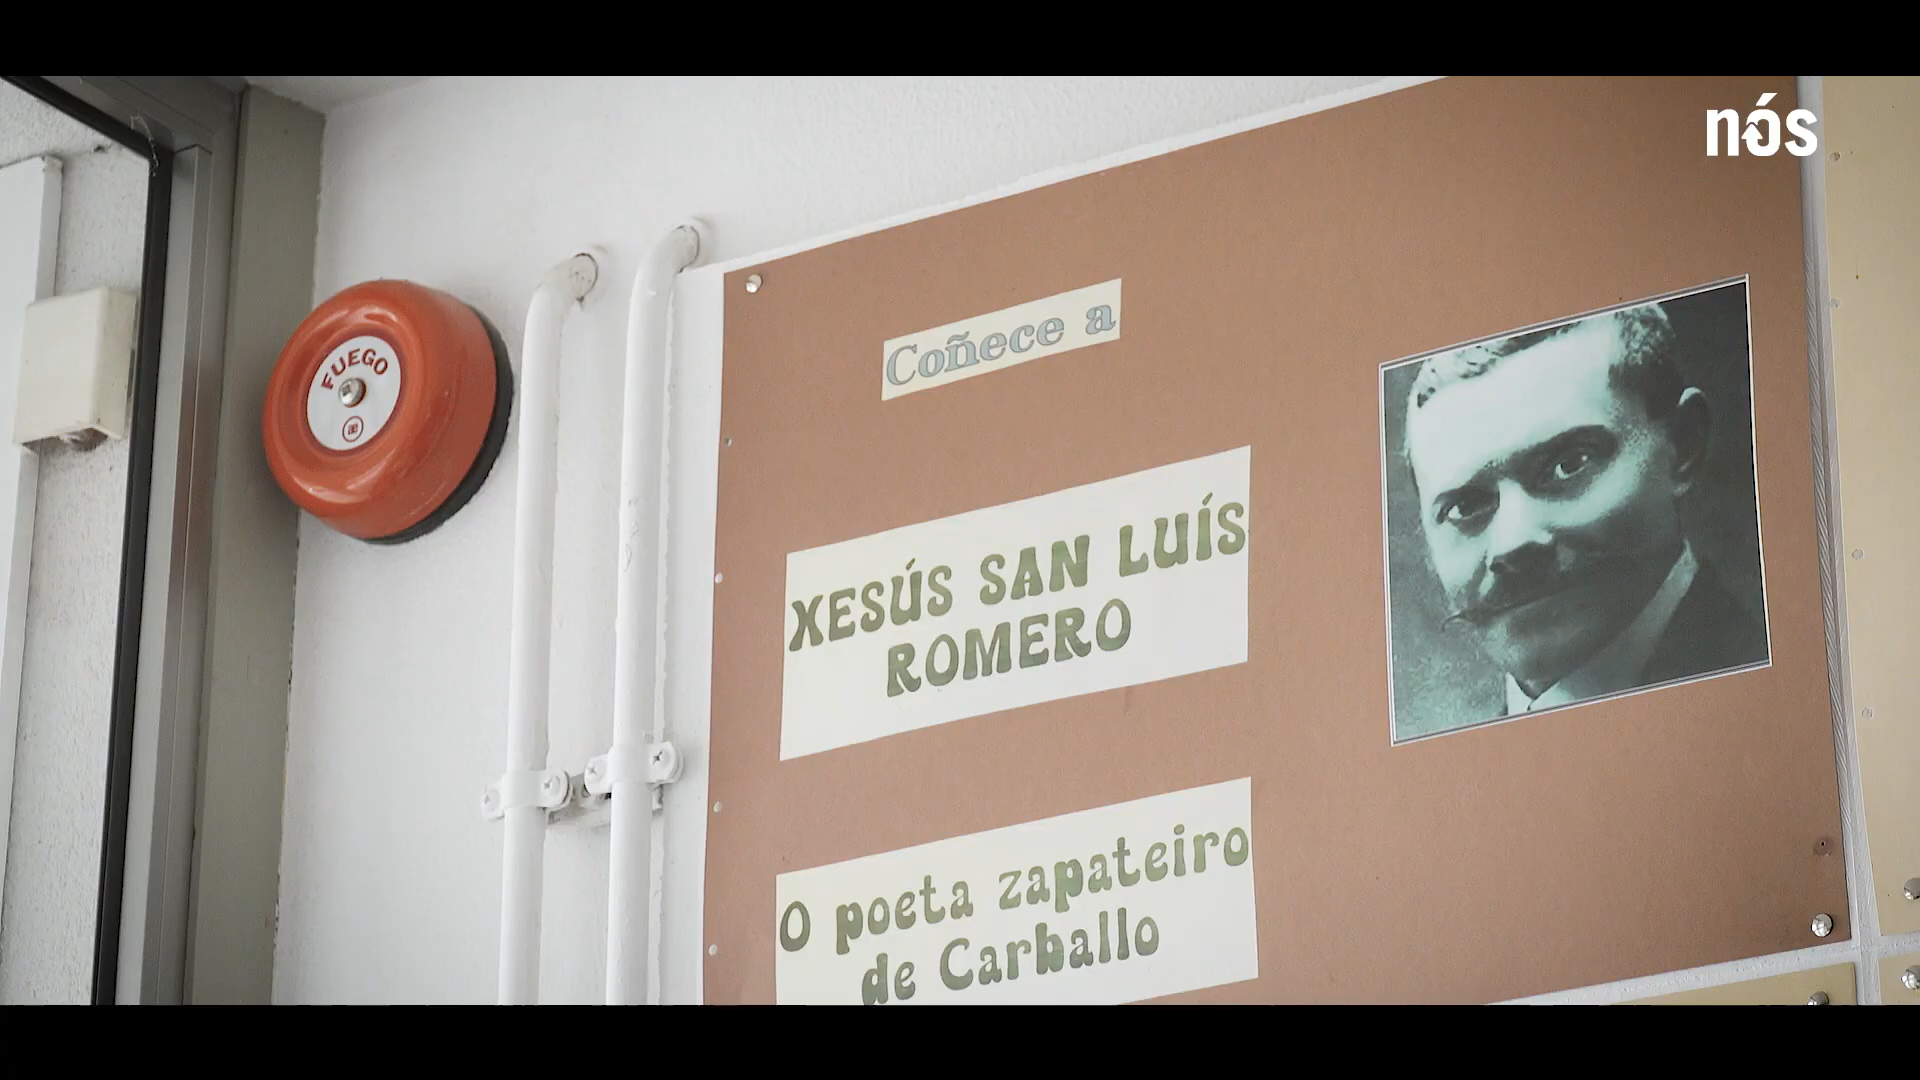 nós
FUEGO
Coñece a
XESÚS SAN LUÍS
ROMERO
O poeta zapateiro
de Carballo